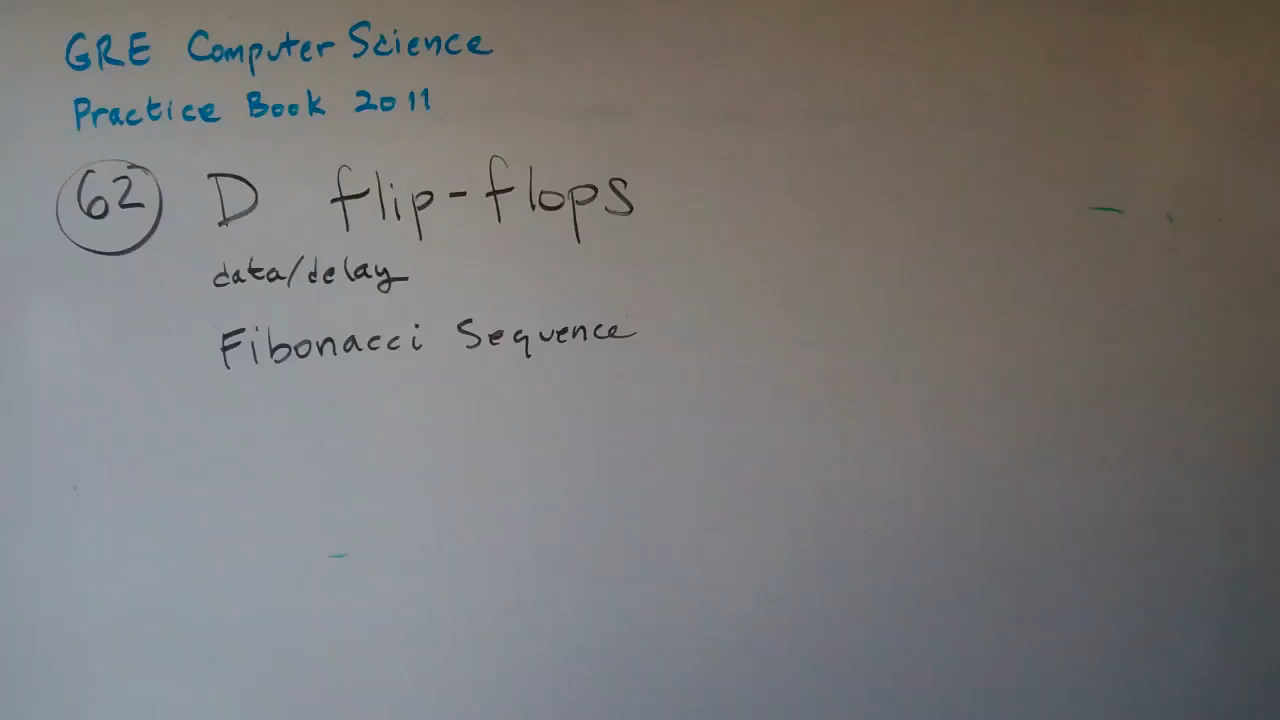 GRE Computer Science
Practice Book 2011
62 D flip-flops
data/delay
Fibonacci Sequence